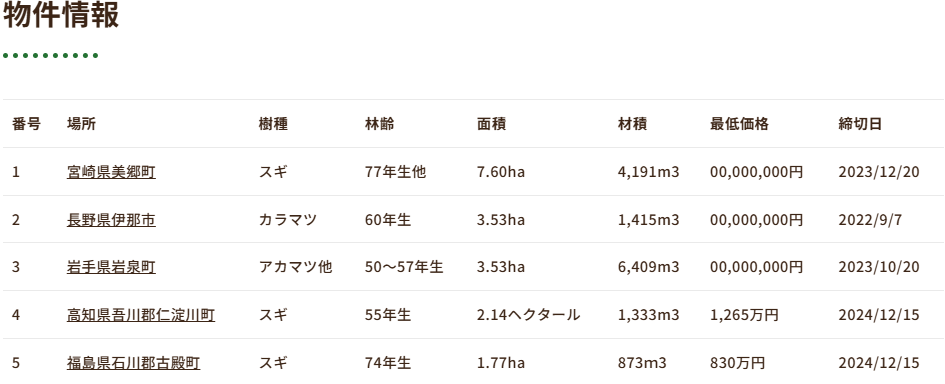 物件情報
番号 場所 樹種 林齢 面積 材積 最低価格 締切日
1 宮崎県美郷町 スギ 77年生他 7.60ha 4,191m3 00,000,000円 2023/12/20
2 長野県伊那市 カラマツ 60年生 3.53ha 1,415m3 00,000,000円 2022/9/7
3 岩手県岩泉町 アカマツ他 50〜57年生 3.53ha 6,409m3 00,000,000円 2023/10/20
4 高知県吾川郡仁淀川町 スギ 55年生 2.14ヘクタール 1,333m3 1,265万円 2024/12/15
5 福島県石川郡古殿町 スギ 74年生 1.77ha 873m3 830万円 2024/12/15